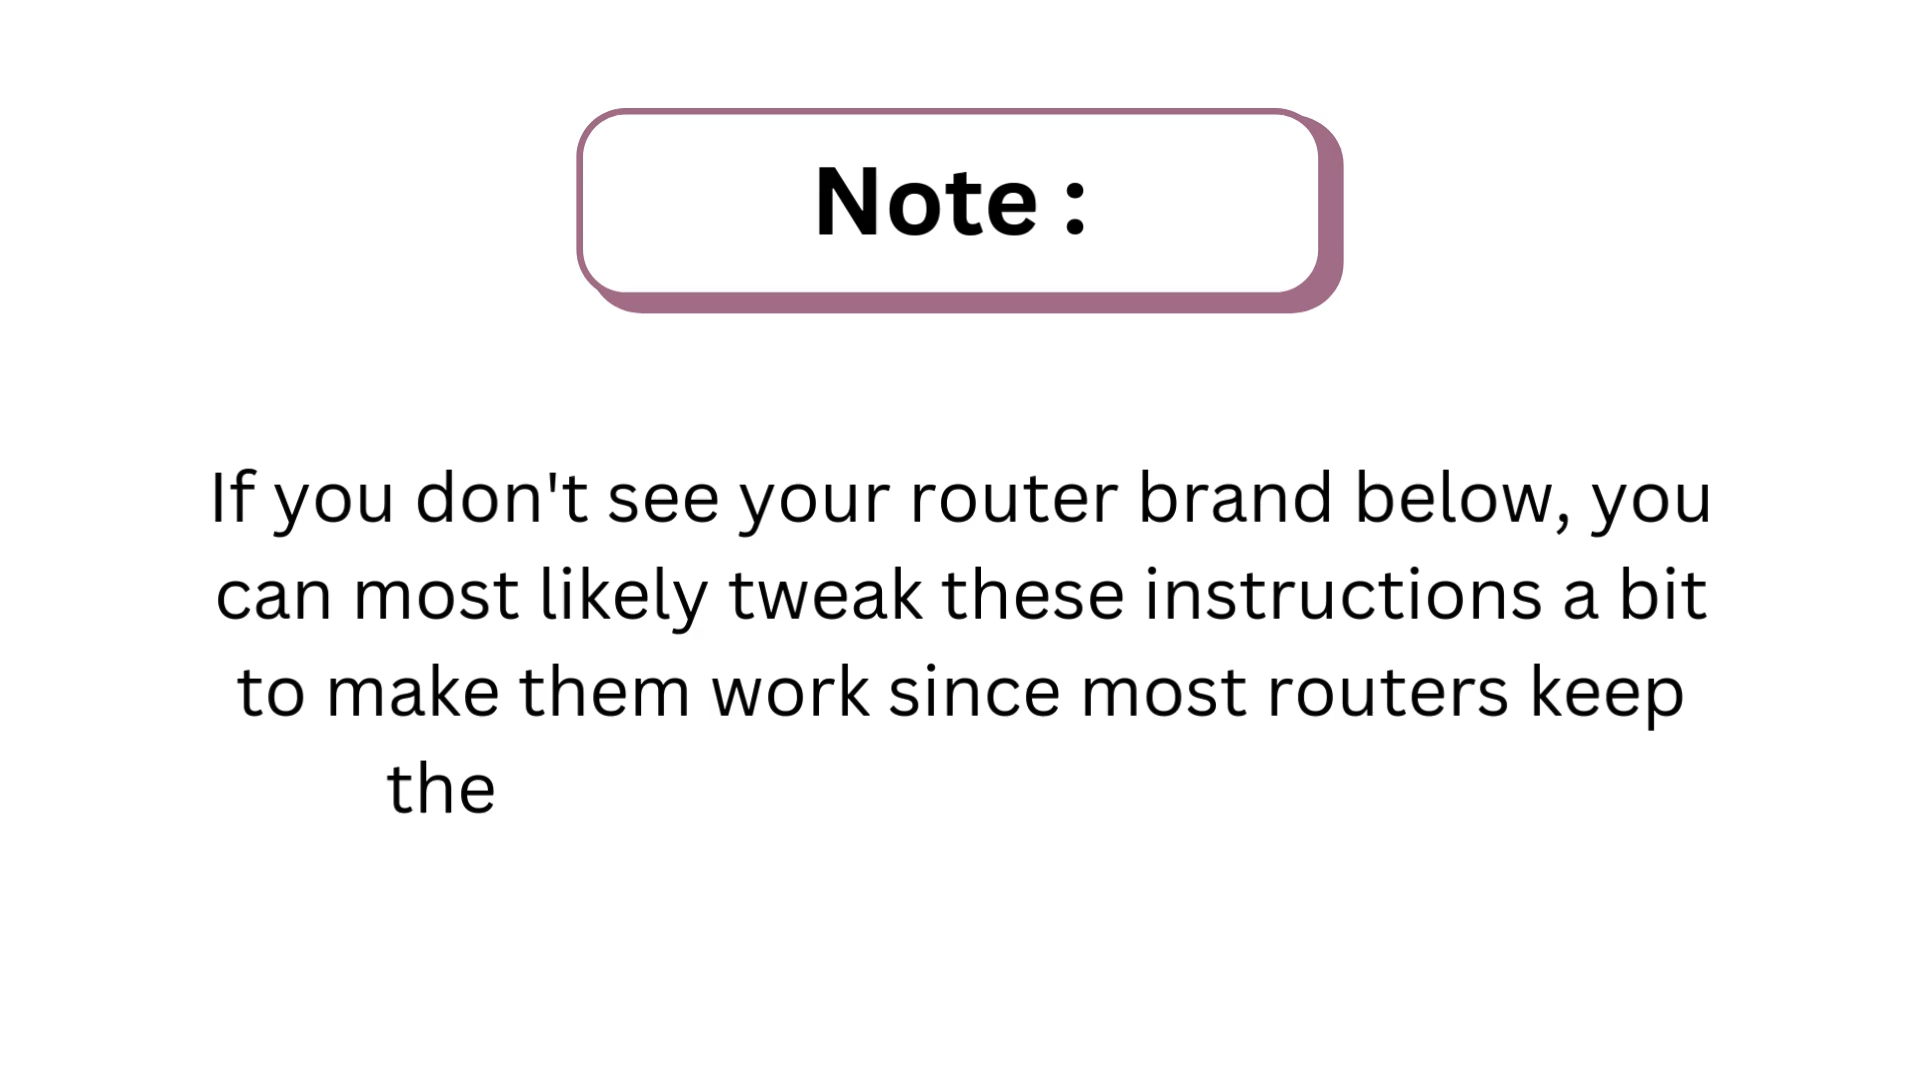 Note :
If you don't see your router brand below, you
can most likely tweak these instructions a bit
to make them work since most routers keep
the